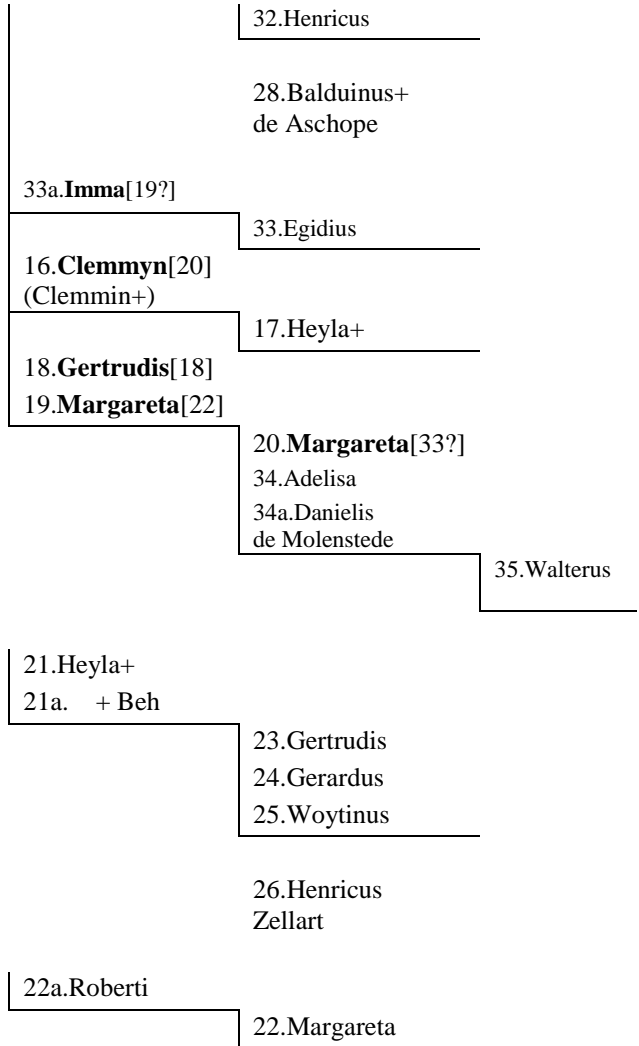 32.Henricus
28.Balduinus+
de Aschope
33a.Imma[19?]
33.Egidius
16.Clemmyn[20]
(Clemmin+)
17.Heyla+
18.Gertrudis[18]
19.Margareta[22]
20.Margareta[33?]
34.Adelisa
34a.Danielis
de Molenstede
35.Walterus
21.Heyla+
21a. + Beh
23.Gertrudis
24.Gerardus
25.Woytinus
26.Henricus
Zellart
22a.Roberti
22.Margareta